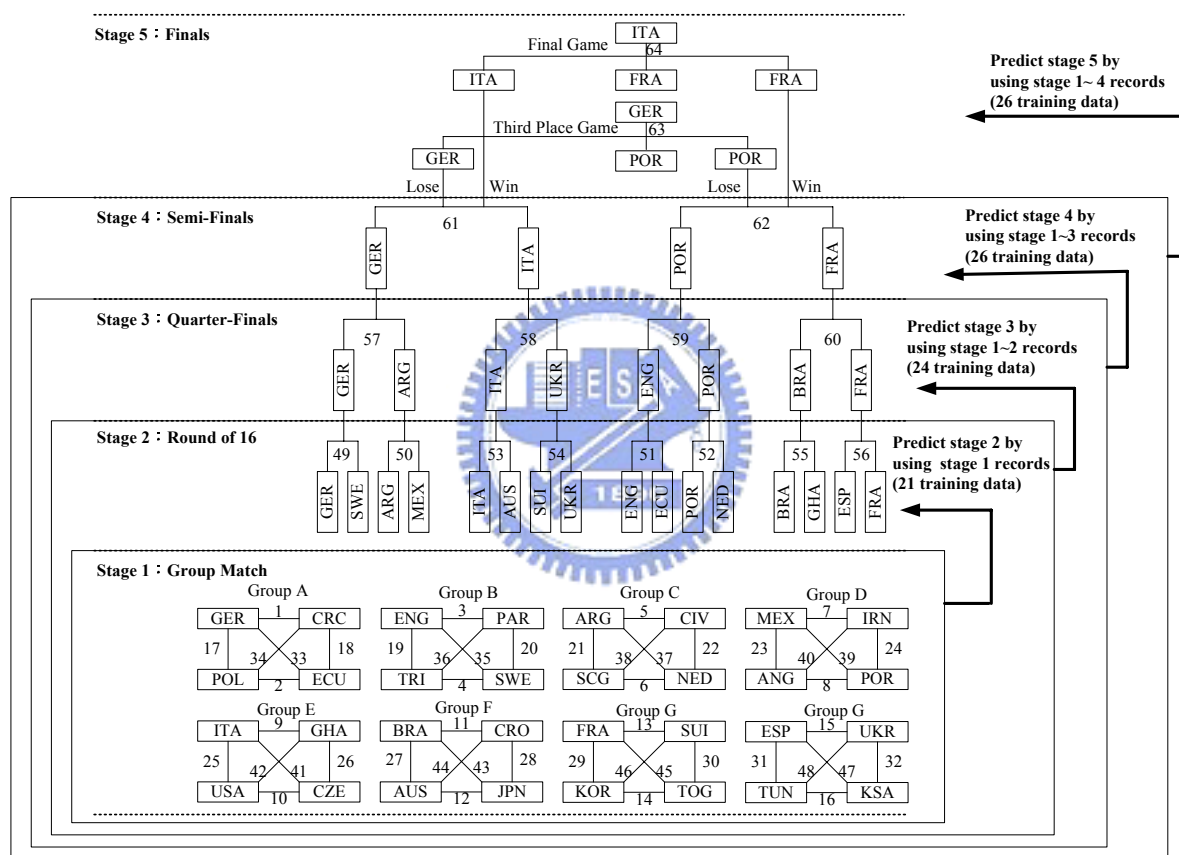 Stage 5：Finals
ITA
Final Game
64
ITA
FRA
FRA
Predict stage 5 by
using stage 1~ 4 records
(26 training data)
GER
Third Place Game
63
GER
POR
POR
Lose
Win
Lose
Win
Stage 4：Semi-Finals
61
62
GER
ITA
POR
FRA
Predict stage 4 by
using stage 1~3 records
(26 training data)
Stage 3：Quarter-Finals
57
58
59
60
GER
ARG
ITA
UKR
ENG
POR
BRA
FRA
Predict stage 3 by
using stage 1~2 records
(24 training data)
Stage 2：Round of 16
49
50
53
54
51
52
55
56
GER
SWE
ARG
MEX
ITA
AUS
SUI
UKR
ENG
ECU
POR
NED
BRA
GHA
ESP
FRA
Predict stage 2 by
using stage 1 records
(21 training data)
E S A
1896
Stage 1：Group Match
Group A
Group B
Group C
Group D
GER 1 CRC
ENG 3 PAR
ARG 5 CIV
MEX 7 IRN
17 34 33 18
19 36 35 20
21 38 37 22
23 40 39 24
POL 2 ECU
TRI 4 SWE
SCG 6 NED
ANG 8 POR
Group E
Group F
Group G
Group G
ITA 9 GHA
BRA 11 CRO
FRA 13 SUI
ESP 15 UKR
25 42 41 26
27 44 43 28
29 46 45 30
31 48 47 32
USA 10 CZE
AUS 12 JPN
KOR 14 TOG
TUN 16 KSA